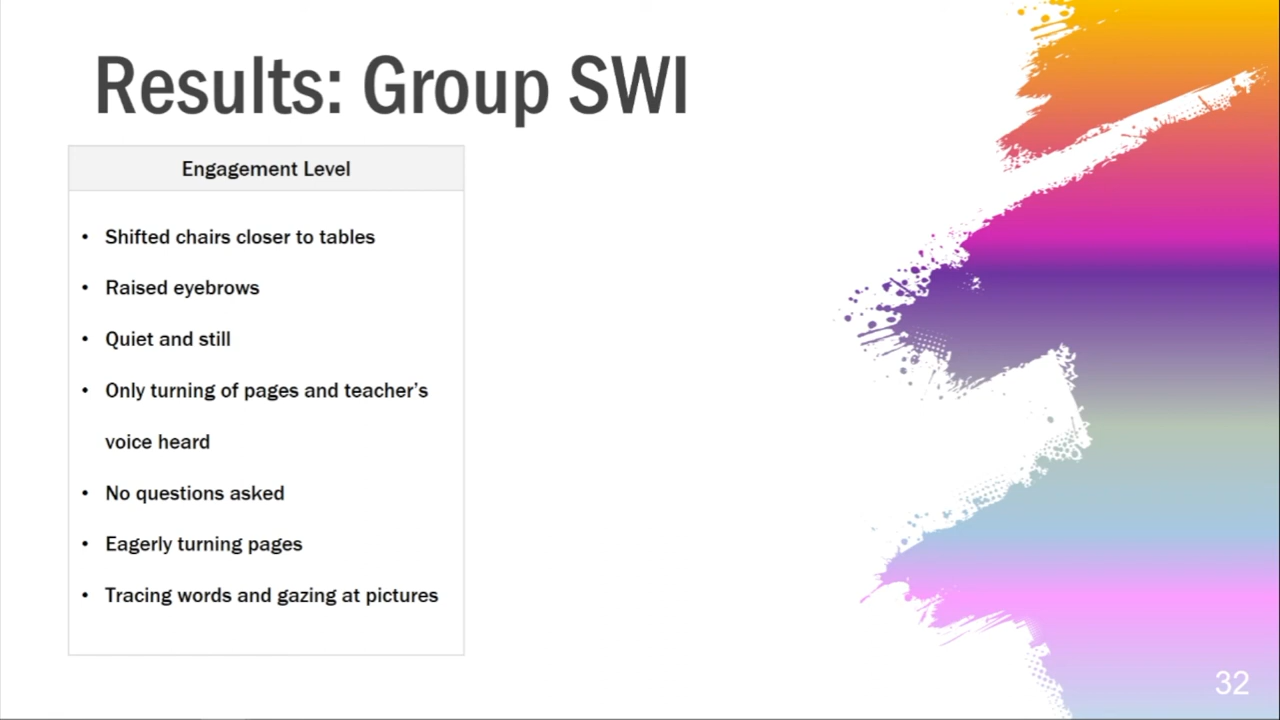 Results: Group SWI
Engagement Level
• Shifted chairs closer to tables
• Raised eyebrows
• Quiet and still
• Only turning of pages and teacher’s
voice heard
• No questions asked
• Eagerly turning pages
• Tracing words and gazing at pictures
32